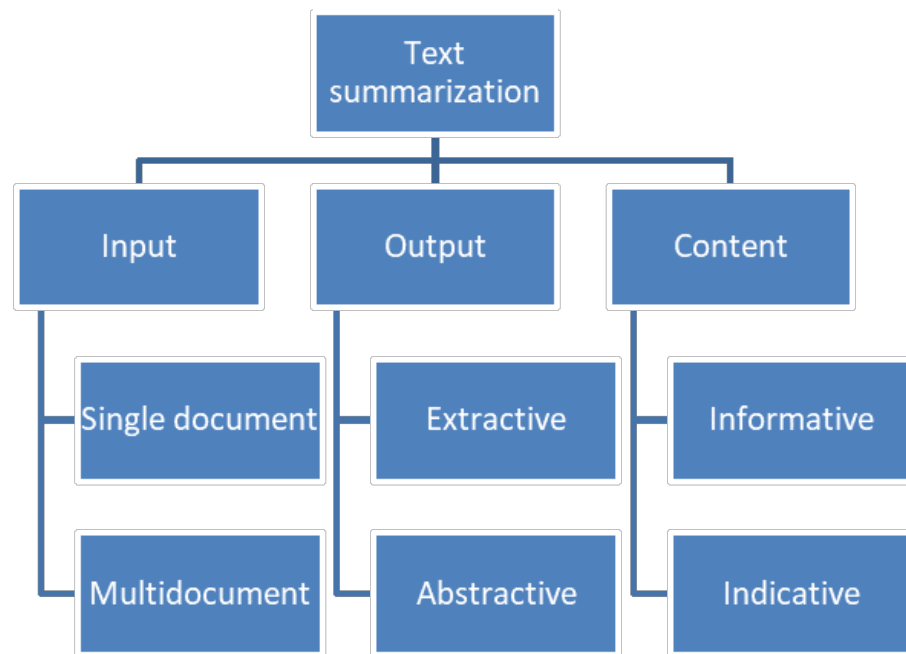 Text
summarization
Input
Output
Content
Single document
Extractive
Informative
Multidocument
Abstractive
Indicative